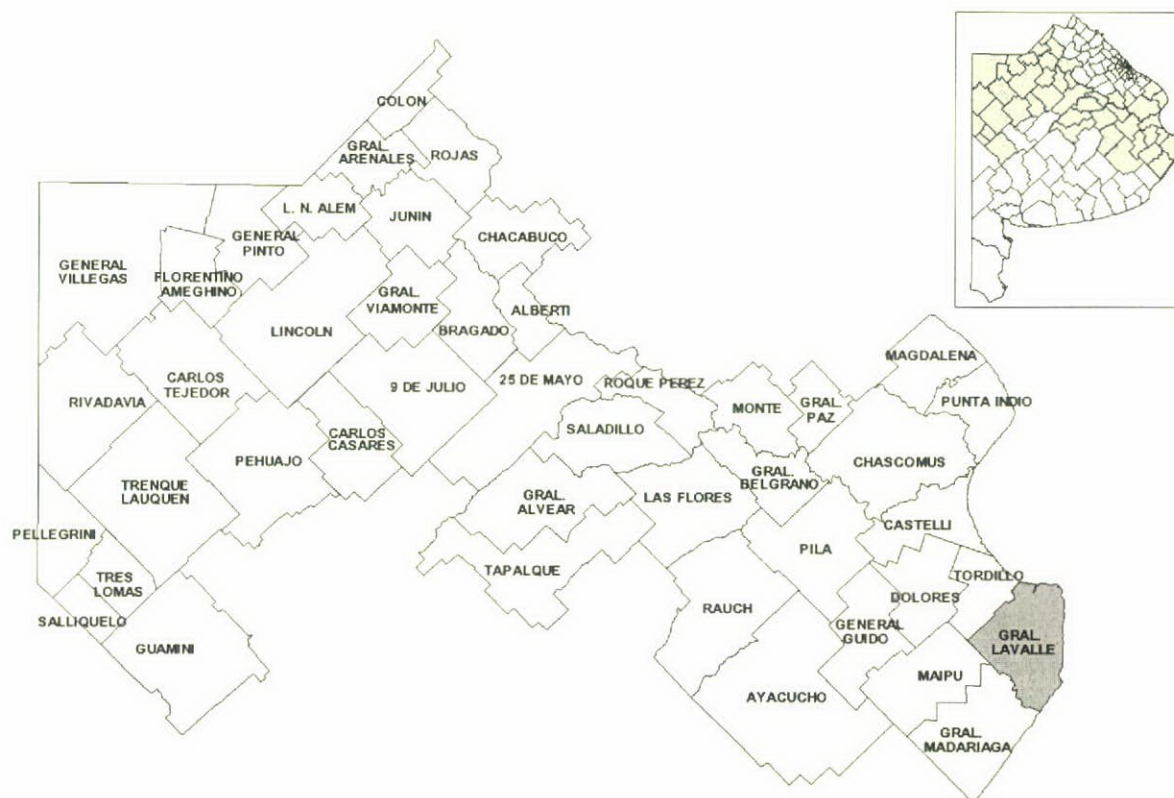 COLON
GRAL.
ARENALES
ROJAS
L. N. ALEM
JUNIN
CHACABUCO
GENERAL
PINTO
GENERAL
VILLEGAS
FLORENTINO
AMEGHINO
GRAL.
VIAMONTE
ALBERTI
LINCOLN
BRAGADO
MAGDALENA
CARLOS
TEJEDOR
9 DE JULIO
25 DE MAYO
ROQUE PEREZ
PUNTA INDIO
RIVADAVIA
MONTE
GRAL.
PAZ
SALADILLO
CARLOS
CASARES
PEHUAJO
CHASCOMUS
TRENQUE
LAUQUEN
GRAL.
BELGRANO
GRAL.
ALVEAR
LAS FLORES
CASTELLI
PELLEGRINI
PILA
TAPALQUE
TORDILLO
TRES
LOMAS
DOLORES
RAUCH
SALLIQUELO
GENERAL
GUIDO
GRAL.
LAVALLE
GUAMINI
MAIPU
AYACUCHO
GRAL.
MADARIAGA